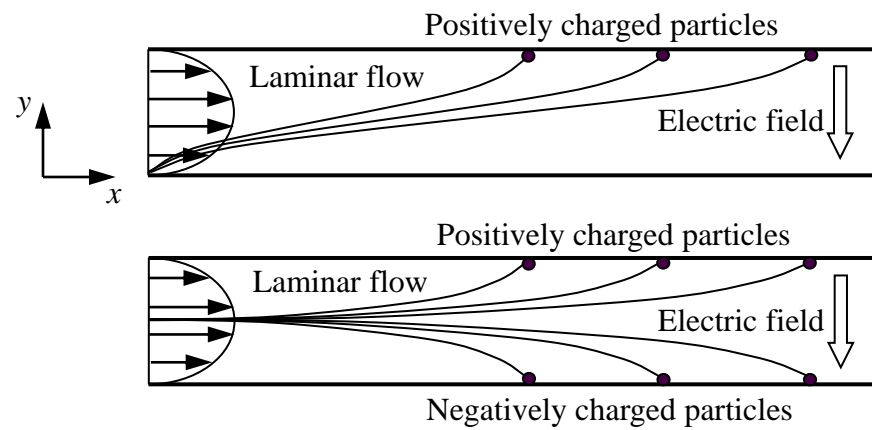 Positively charged particles
Laminar flow
y
Electric field
x
Positively charged particles
Laminar flow
Electric field
Negatively charged particles